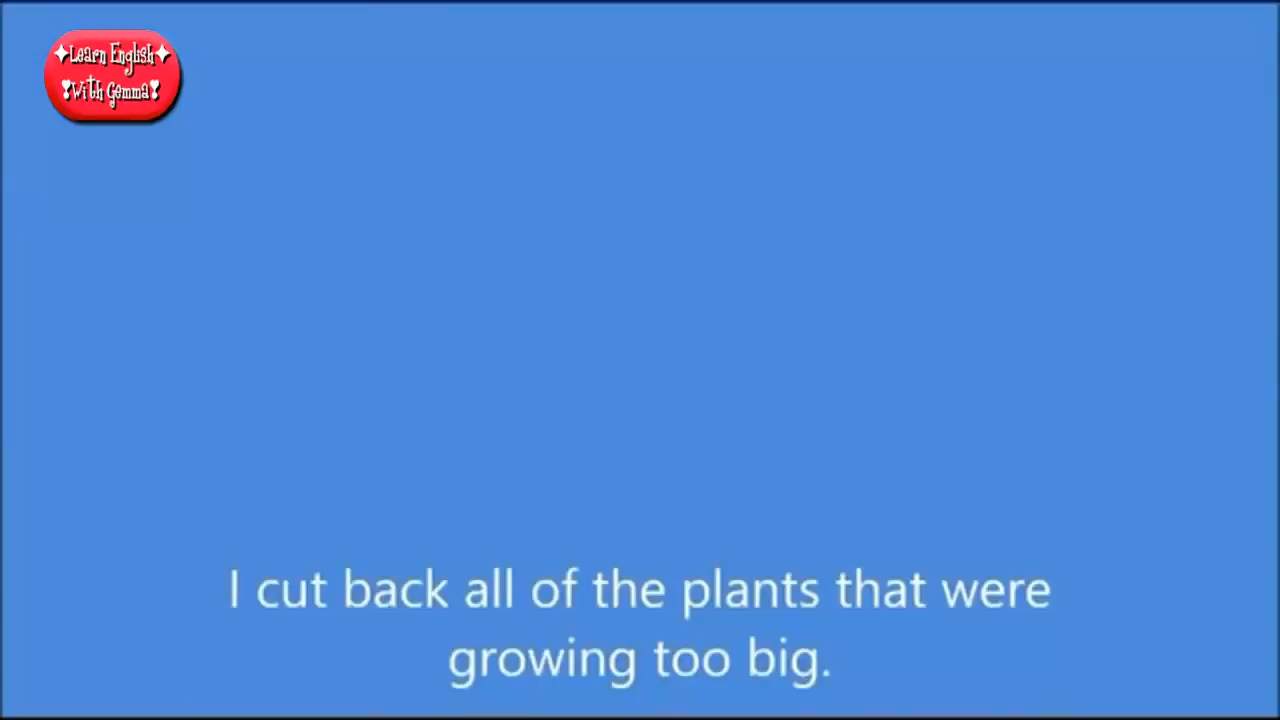 Learn English
With Gemma
I cut back all of the plants that were
growing too big.